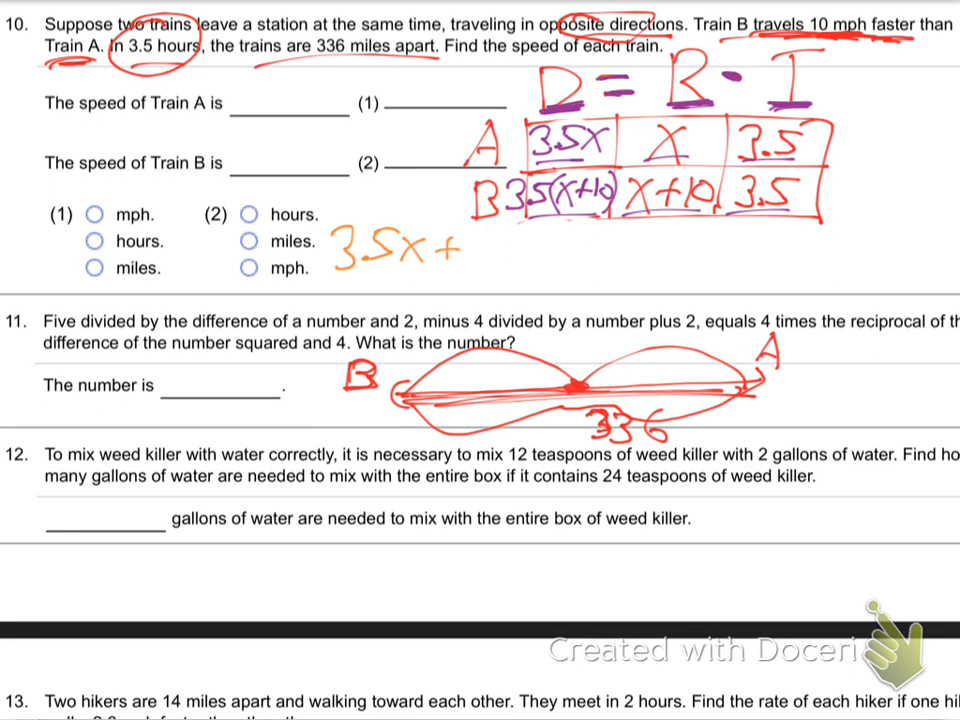 10. Suppose two trains leave a station at the same time, traveling in opposite directions. Train B travels 10 mph faster than
Train A. In 3.5 hours, the trains are 336 miles apart. Find the speed of each train.
D = R • T
The speed of Train A is ____________ (1) ____________
A 3.5x x 3.5
The speed of Train B is ____________ (2) ____________
B 3.5(x+10) x+10 3.5
(1) mph. (2) hours.
hours. miles.
miles. mph.
3.5x +
11. Five divided by the difference of a number and 2, minus 4 divided by a number plus 2, equals 4 times the reciprocal of
difference of the number squared and 4. What is the number?
B A
The number is ____________.
336
12. To mix weed killer with water correctly, it is necessary to mix 12 teaspoons of weed killer with 2 gallons of water. Find
many gallons of water are needed to mix with the entire box if it contains 24 teaspoons of weed killer.
____________ gallons of water are needed to mix with the entire box of weed killer.
Created with Doceri
13. Two hikers are 14 miles apart and walking toward each other. They meet in 2 hours. Find the rate of each hiker if one